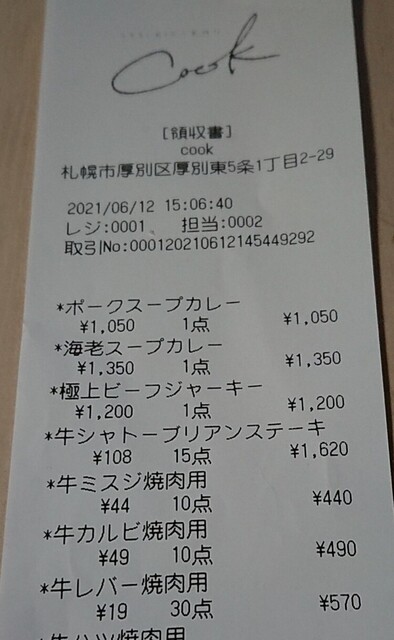 Cook
[領収書]
cook
札幌市厚別区厚別東5条1丁目2-29
2021/06/12 15:06:40
レジ:0001、 担当:0002
取引No:000120210612145449292
*ポークスープカレー
¥1,050 1点 ¥1,050
*海老スープカレー
¥1,350 1点 ¥1,350
*極上ビーフジャーキー
¥1,200 1点 ¥1,200
*牛シャトーブリアンステーキ
¥108 15点 ¥1,620
*牛ミスジ焼肉用
¥44 10点 ¥440
*牛カルビ焼肉用
¥49 10点 ¥490
*牛レバー焼肉用
¥19 30点 ¥570
*牛ハツ焼肉用